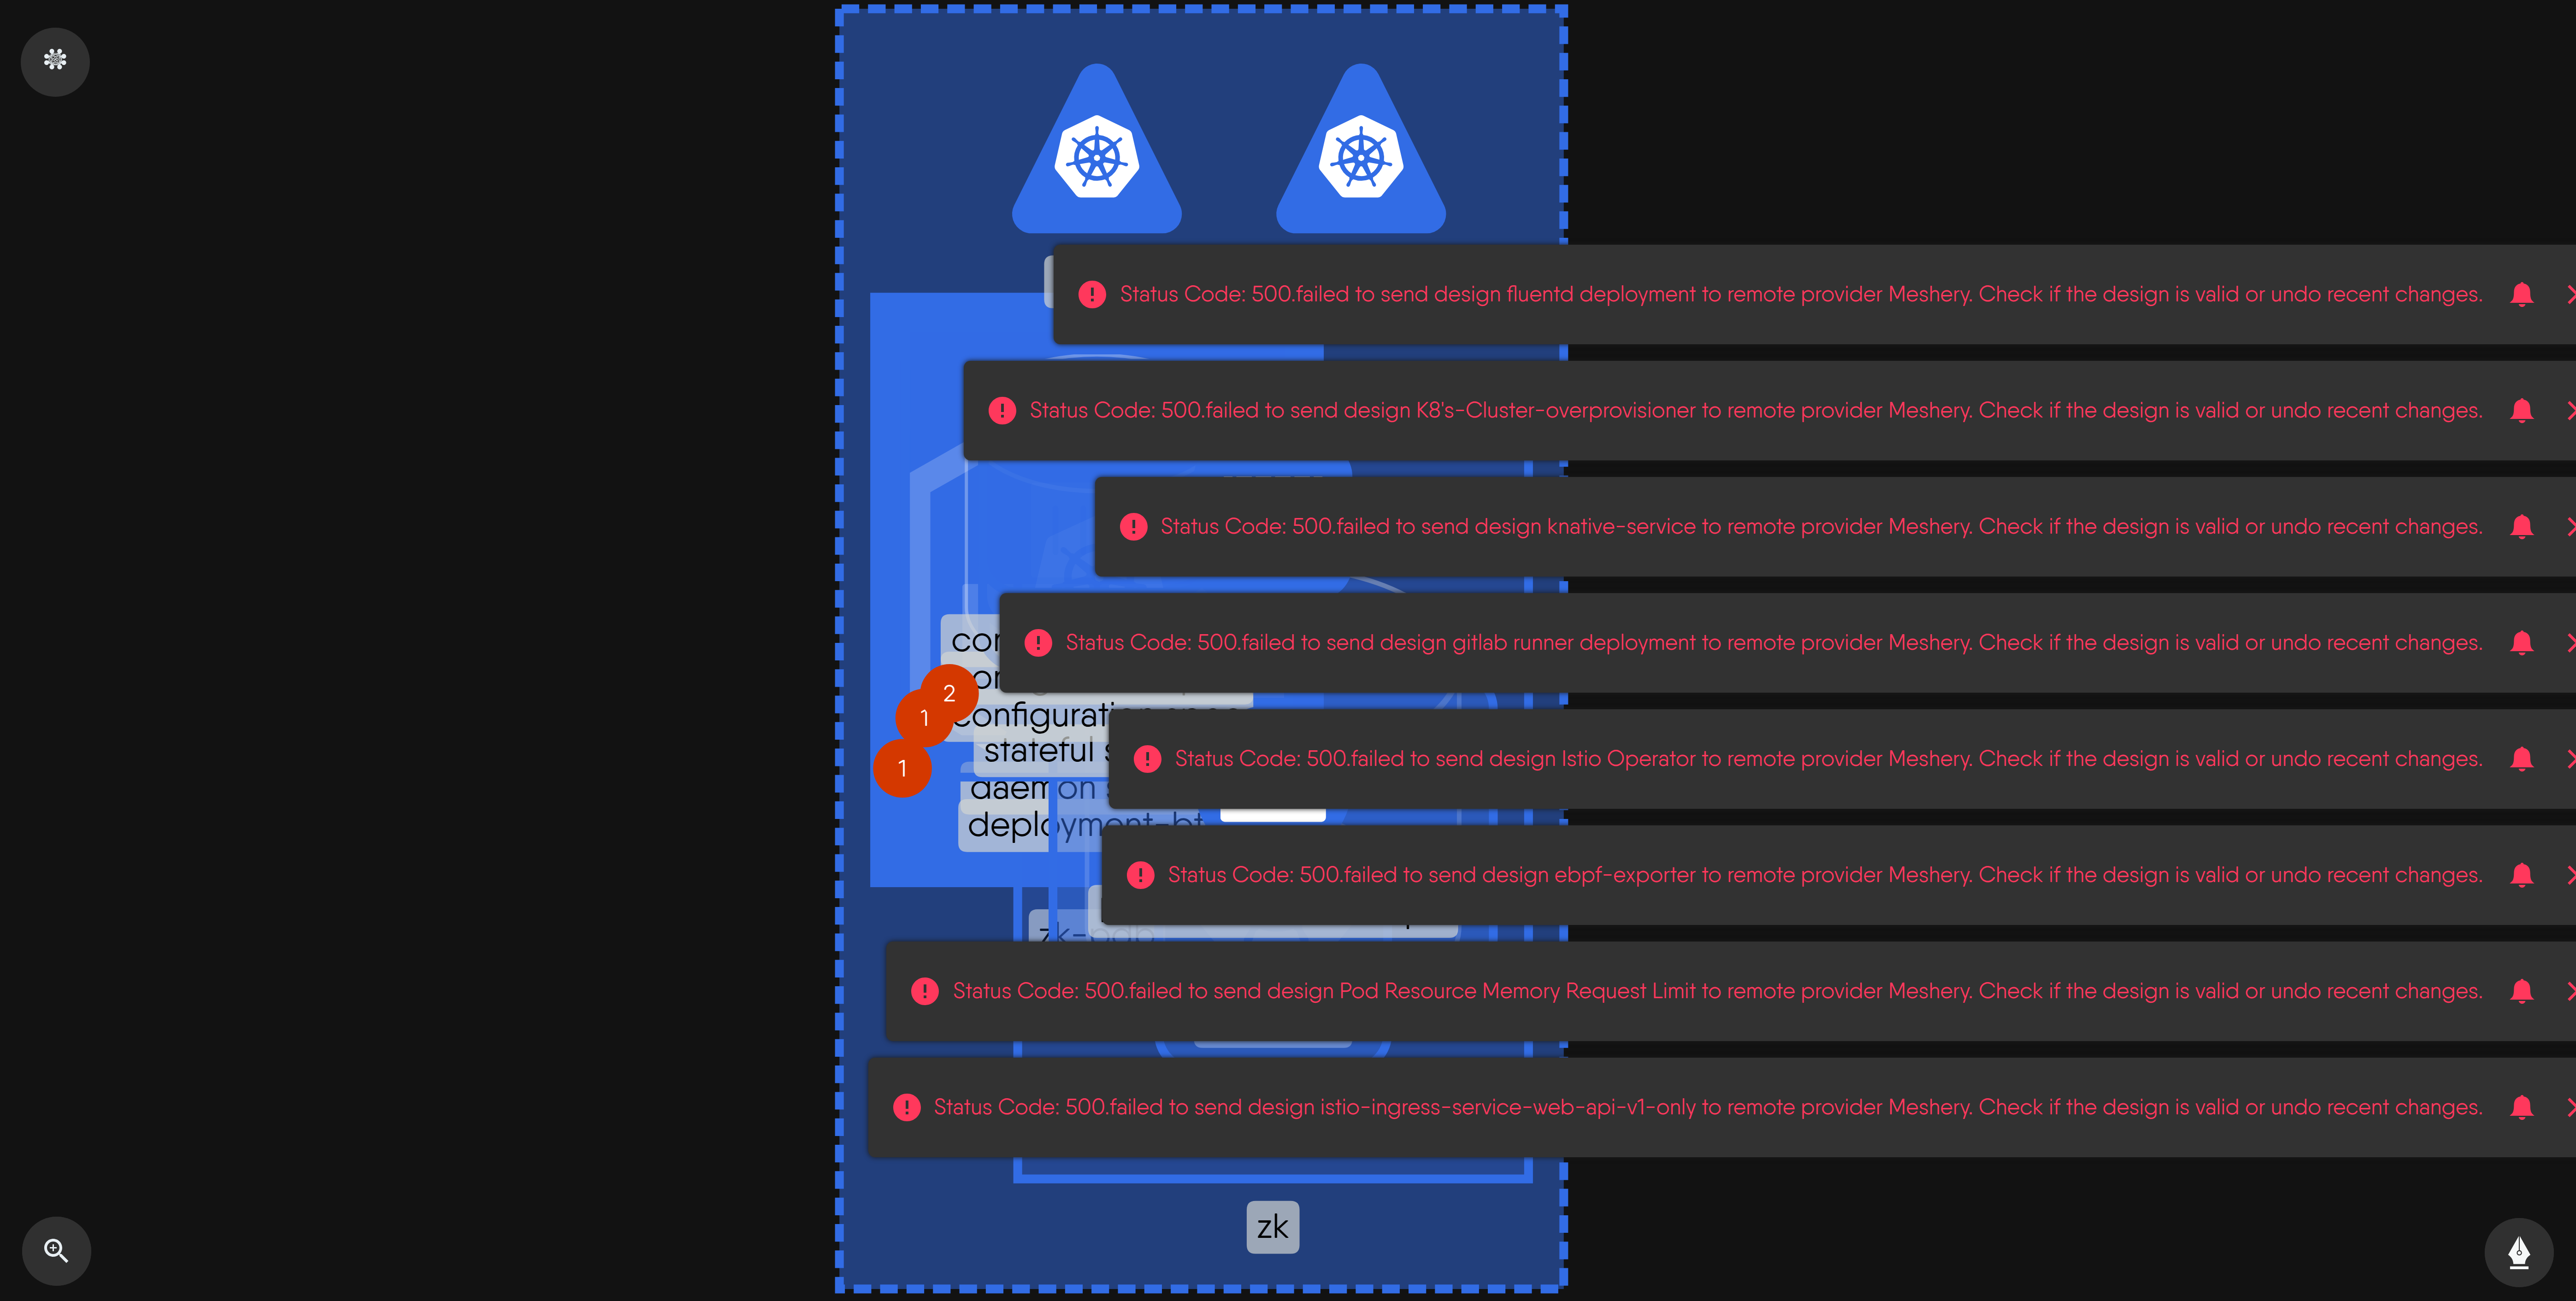 Status Code: 500.failed to send design fluentd deployment to remote provider Meshery. Check if the design is valid or undo recent changes.
Status Code: 500.failed to send design K8's-Cluster-overprovisioner to remote provider Meshery. Check if the design is valid or undo recent changes.
Status Code: 500.failed to send design knative-service to remote provider Meshery. Check if the design is valid or undo recent changes.
Status Code: 500.failed to send design gitlab runner deployment to remote provider Meshery. Check if the design is valid or undo recent changes.
2
1
configuration
stateful
Status Code: 500.failed to send design Istio Operator to remote provider Meshery. Check if the design is valid or undo recent changes.
1
daemon
deployment-bt
Status Code: 500.failed to send design ebpf-exporter to remote provider Meshery. Check if the design is valid or undo recent changes.
zk-pdb
Status Code: 500.failed to send design Pod Resource Memory Request Limit to remote provider Meshery. Check if the design is valid or undo recent changes.
Status Code: 500.failed to send design istio-ingress-service-web-api-v1-only to remote provider Meshery. Check if the design is valid or undo recent changes.
zk